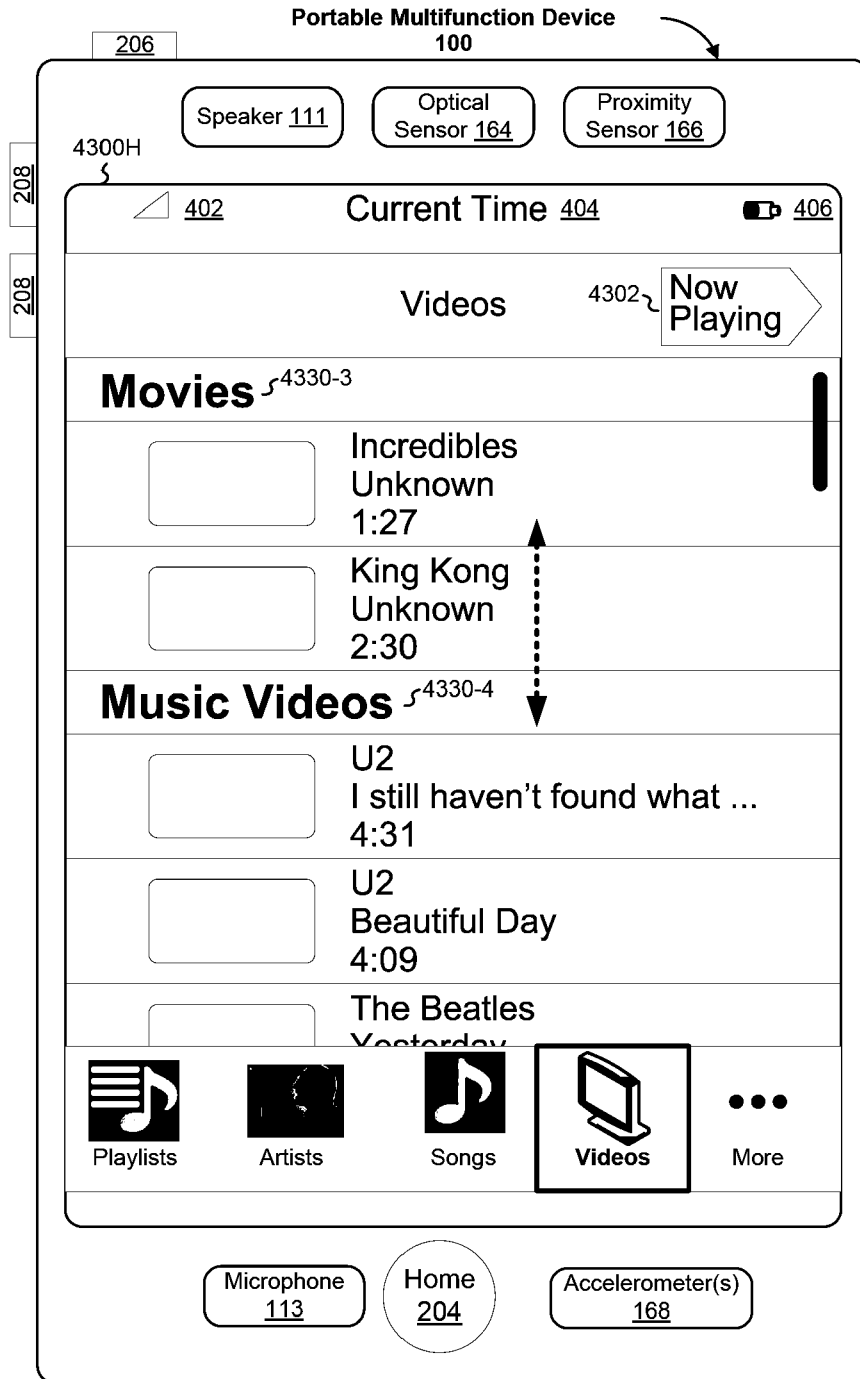 Portable Multifunction Device
100
206
Speaker 111
Optical
Sensor 164
Proximity
Sensor 166
4300H
208
208
402
Current Time 404
406
Videos
4302
Now
Playing
Movies 4330-3
Incredibles
Unknown
1:27
King Kong
Unknown
2:30
Music Videos 4330-4
U2
I still haven't found what ...
4:31
U2
Beautiful Day
4:09
The Beatles
Yesterday
Playlists
Artists
Songs
Videos
More
Microphone
113
Home
204
Accelerometer(s)
168